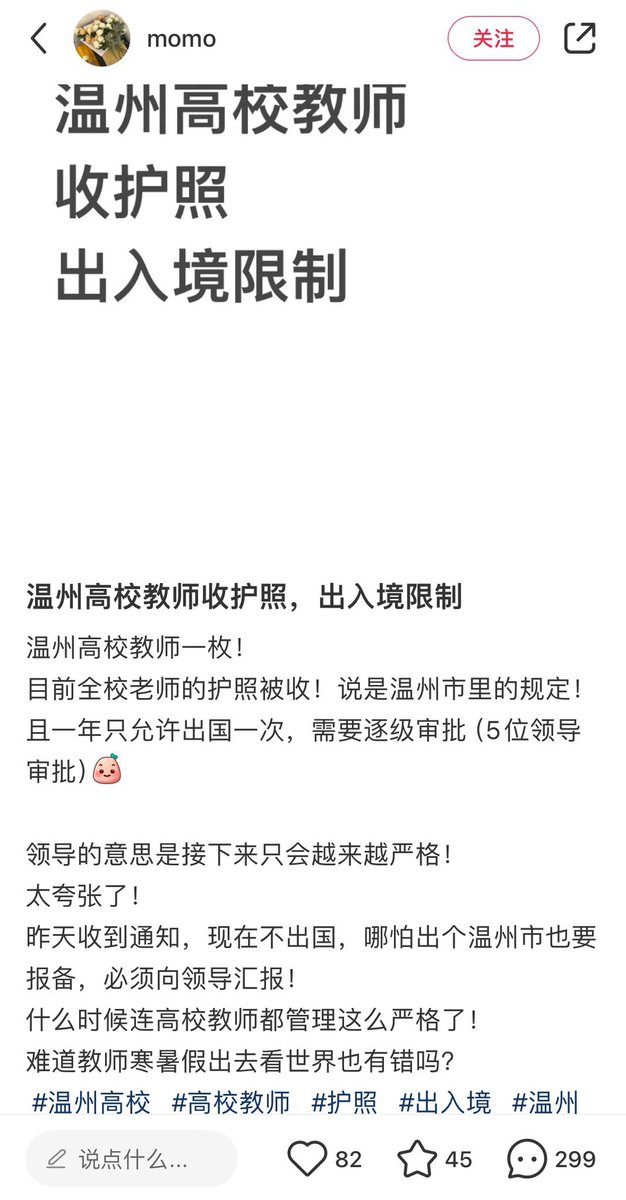 momo
关注
温州高校教师
收护照
出入境限制
温州高校教师收护照，出入境限制
温州高校教师一枚！
目前全校老师的护照被收！说是温州市里的规定！
且一年只允许出国一次，需要逐级审批（5位领导
审批）
领导的意思是接下来只会越来越严格！
太夸张了！
昨天收到通知，现在不出国，哪怕出个温州市也要
报备，必须向领导汇报！
什么时候连高校教师都管理这么严格了！
难道教师寒暑假出去看世界也有错吗？
#温州高校 #高校教师 #护照 #出入境 #温州
说点什么... 82 45 299